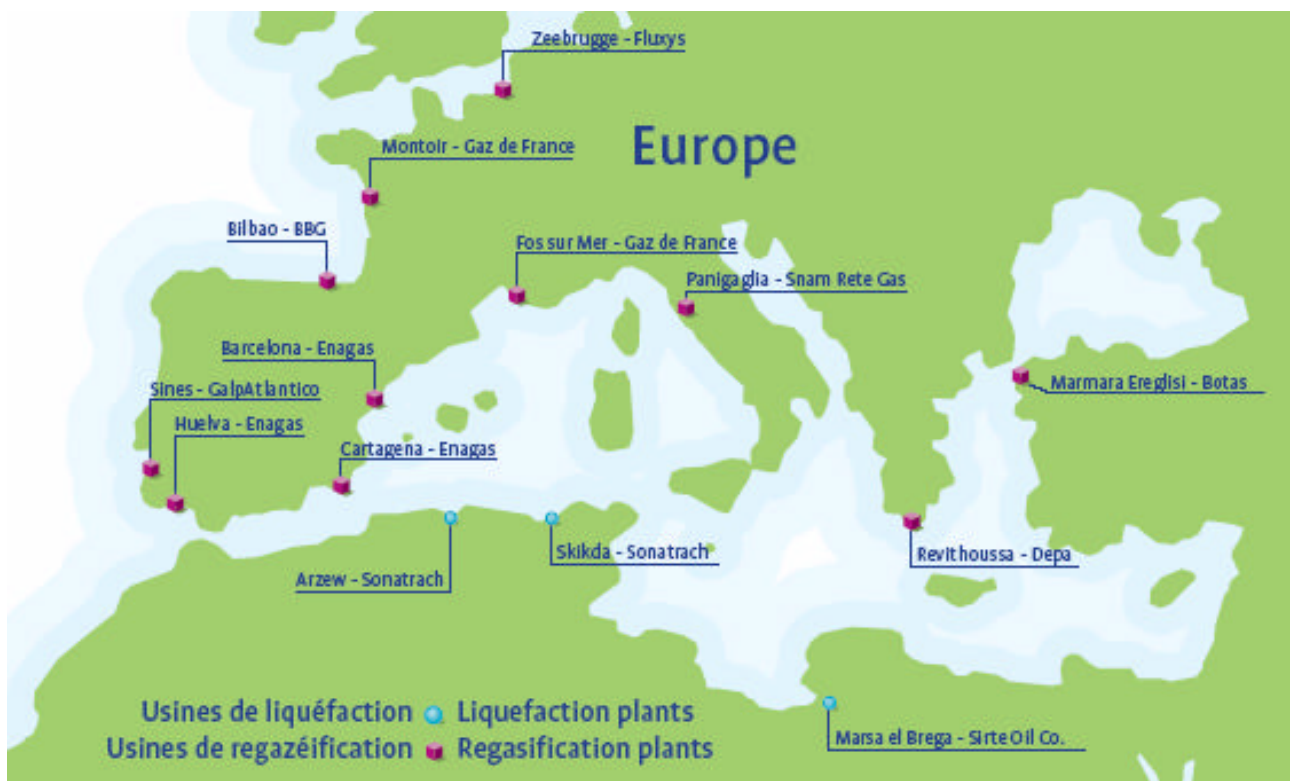 Zeebrugge - Fluxys
Europe
Montoir - Gaz de France
Bilbao - BBG
Fos sur Mer - Gaz de France
Panigaglia - Snam Rete Gas
Barcelona - Enagas
Sines - GalpAtlantico
Marmara Ereglisi - Botas
Huelva - Enagas
Cartagena - Enagas
Skikda - Sonatrach
Revithoussa - Depa
Arzew - Sonatrach
Usines de liquéfaction Liquefaction plants
Usines de regazéification Regasification plants
Marsa el Brega - Sirte Oil Co.